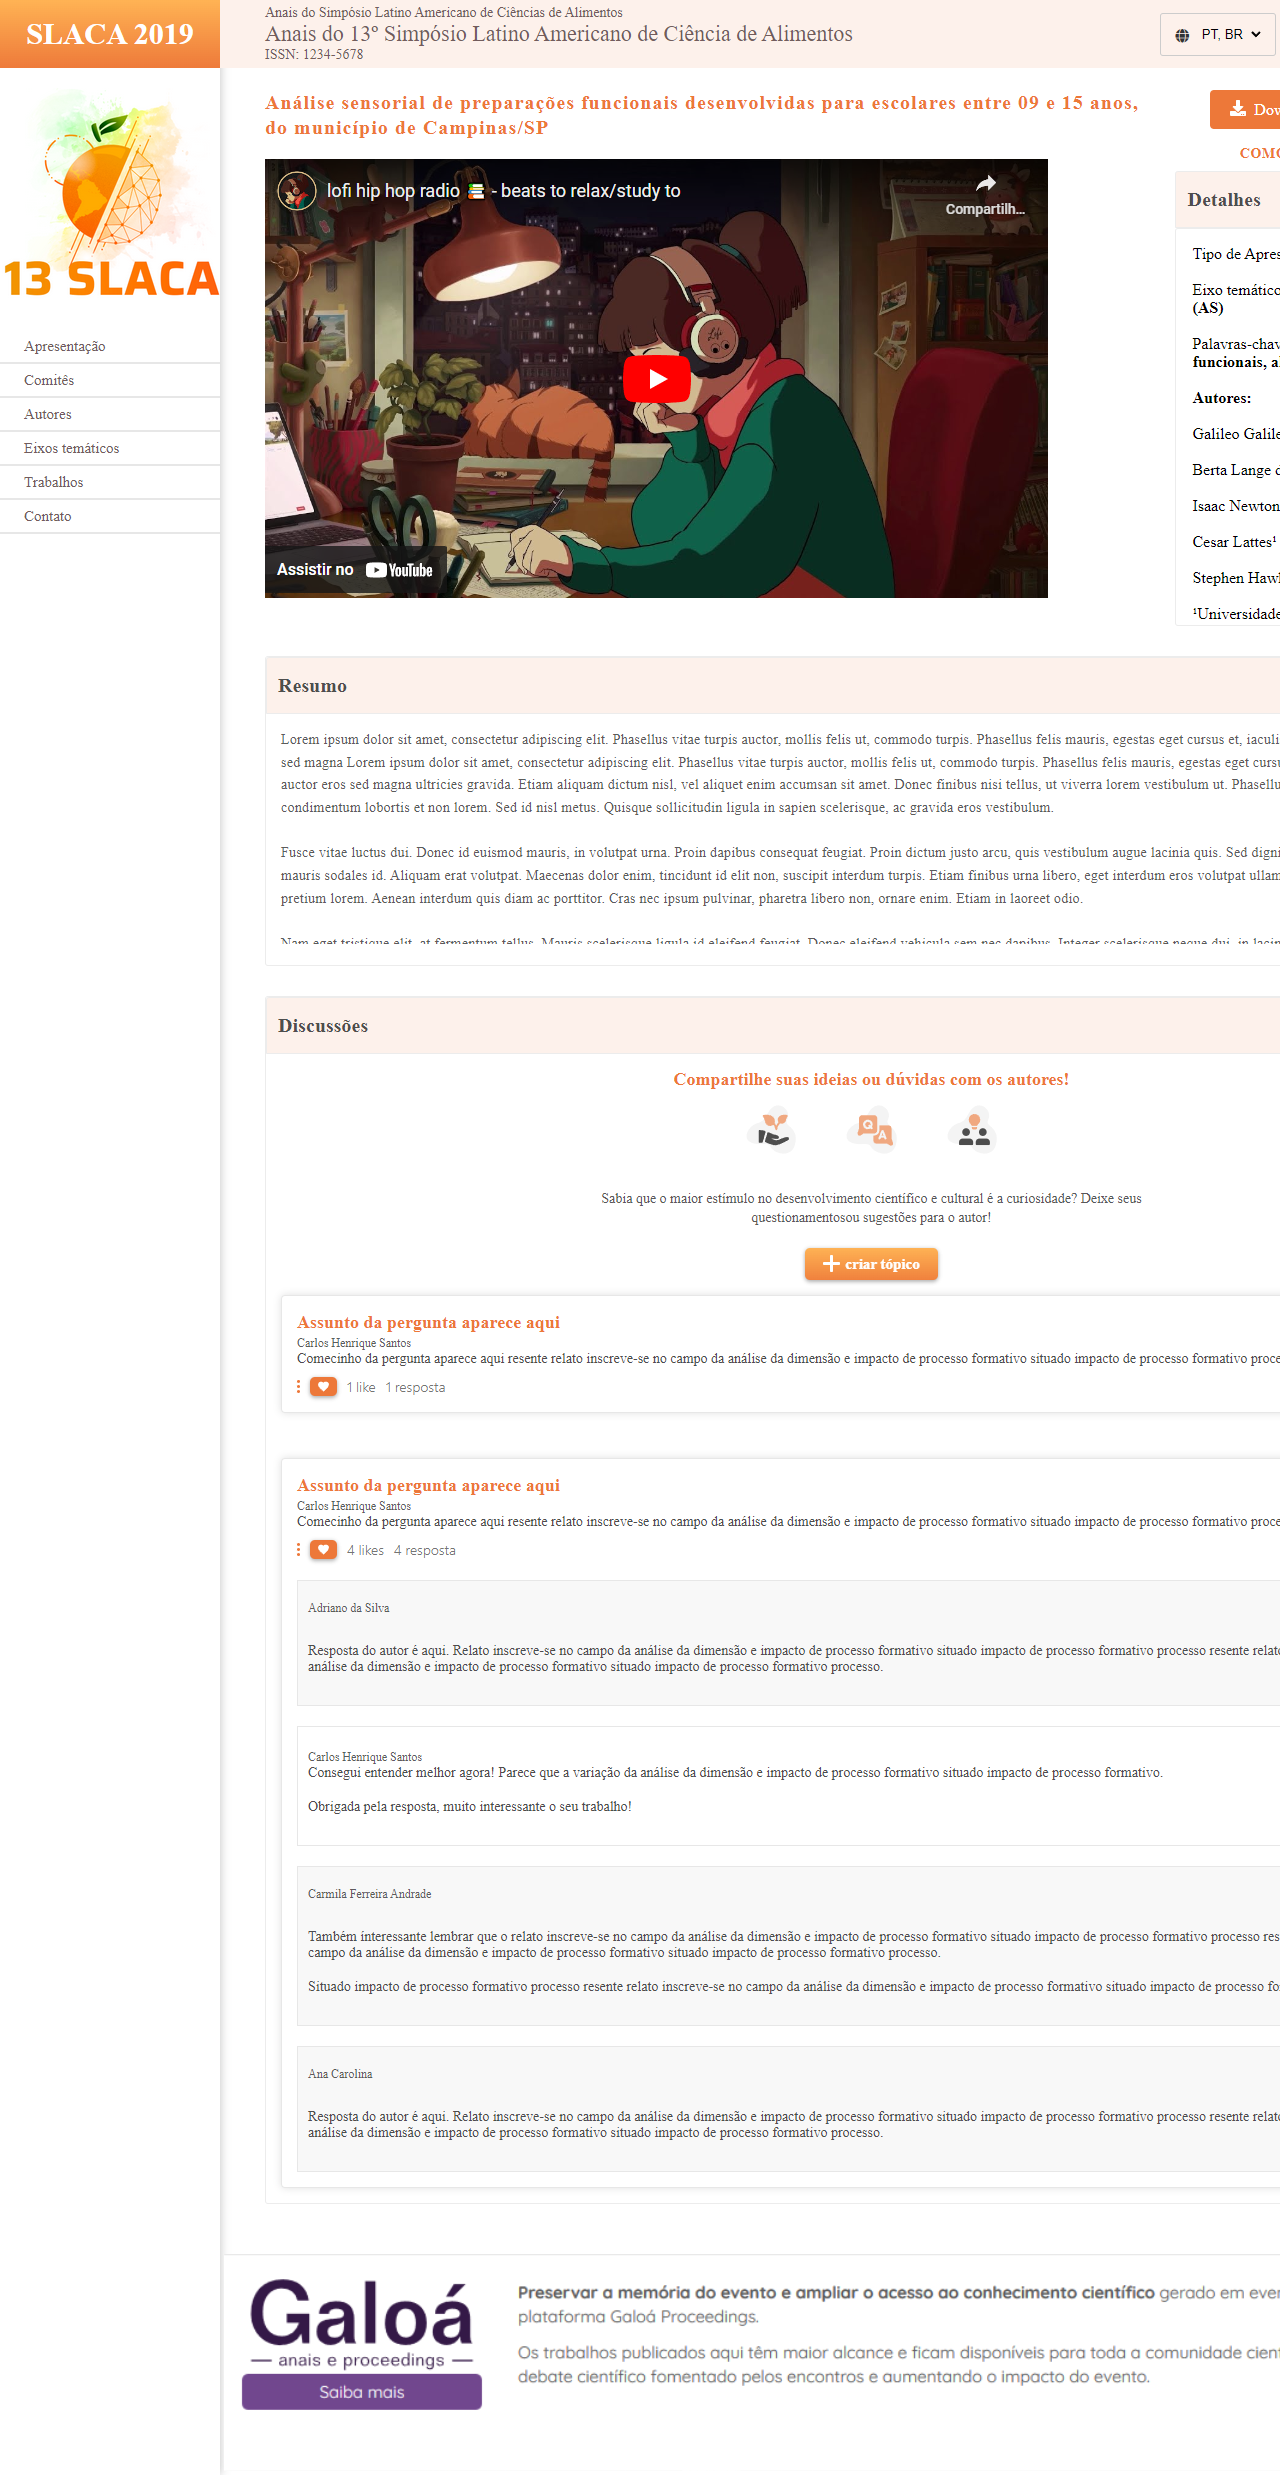 SLACA 2019
Anais do Simpósio Latino Americano de Ciências de Alimentos
Anais do 13º Simpósio Latino Americano de Ciência de Alimentos
ISSN: 1234-5678
PT, BR
13 SLACA
Apresentação
Comitês
Autores
Eixos temáticos
Trabalhos
Contato
Análise sensorial de preparações funcionais desenvolvidas para escolares entre 09 e 15 anos,
do município de Campinas/SP
lofi hip hop radio 📚 - beats to relax/study to
Compartilh...
Assistir no YouTube
Detalhes
Tipo de
Eixo temático
(AS)
funcionais,
Autores:
Galileo
Berta Lange
Isaac Newton
Cesar Lattes¹
Stephen
Resumo
Lorem ipsum dolor sit amet, consectetur adipiscing elit. Phasellus vitae turpis auctor, mollis felis ut, commodo turpis. Phasellus felis mauris, egestas eget cursus et,
sed magna Lorem ipsum dolor sit amet, consectetur adipiscing elit. Phasellus vitae turpis auctor, mollis felis ut, commodo turpis. Phasellus felis mauris, egestas eget
auctor eros sed magna ultricies gravida. Etiam aliquam dictum nisl, vel aliquet enim accumsan sit amet. Donec finibus nisi tellus, ut viverra lorem vestibulum ut.
condimentum lobortis et non lorem. Sed id nisl metus. Quisque sollicitudin ligula in sapien scelerisque, ac gravida eros vestibulum.
Fusce vitae luctus dui. Donec id euismod mauris, in volutpat urna. Proin dapibus consequat feugiat. Proin dictum justo arcu, quis vestibulum augue lacinia quis. Sed
mauris sodales id. Aliquam erat volutpat. Maecenas dolor enim, tincidunt id elit non, suscipit interdum turpis. Etiam finibus urna libero, eget interdum eros volutpat
pretium lorem. Aenean interdum quis diam ac porttitor. Cras nec ipsum pulvinar, pharetra libero non, ornare enim. Etiam in laoreet odio.
Nam eget tristique elit, at fermentum tellus. Mauris scelerisque ligula id eleifend feugiat. Donec eleifend vehicula sem nec dapibus. Integer scelerisque neque dui, in
Discussões
Compartilhe suas ideias ou dúvidas com os autores!
Q
A
Sabia que o maior estímulo no desenvolvimento científico e cultural é a curiosidade? Deixe seus
questionamentosou sugestões para o autor!
criar tópico
Assunto da pergunta aparece aqui
Carlos Henrique Santos
Comecinho da pergunta aparece aqui resente relato inscreve-se no campo da análise da dimensão e impacto de processo formativo situado impacto de processo formativo
1 like 1 resposta
Assunto da pergunta aparece aqui
Carlos Henrique Santos
Comecinho da pergunta aparece aqui resente relato inscreve-se no campo da análise da dimensão e impacto de processo formativo situado impacto de processo formativo
4 likes 4 resposta
Adriano da Silva
Resposta do autor é aqui. Relato inscreve-se no campo da análise da dimensão e impacto de processo formativo situado impacto de processo formativo processo resente
análise da dimensão e impacto de processo formativo situado impacto de processo formativo processo.
Carlos Henrique Santos
Consegui entender melhor agora! Parece que a variação da análise da dimensão e impacto de processo formativo situado impacto de processo formativo.
Obrigada pela resposta, muito interessante o seu trabalho!
Carmila Ferreira Andrade
Também interessante lembrar que o relato inscreve-se no campo da análise da dimensão e impacto de processo formativo situado impacto de processo formativo processo
campo da análise da dimensão e impacto de processo formativo situado impacto de processo formativo processo.
Situado impacto de processo formativo processo resente relato inscreve-se no campo da análise da dimensão e impacto de processo formativo situado impacto de processo
Ana Carolina
Resposta do autor é aqui. Relato inscreve-se no campo da análise da dimensão e impacto de processo formativo situado impacto de processo formativo processo resente
análise da dimensão e impacto de processo formativo situado impacto de processo formativo processo.
Galoá
anais e proceedings
Saiba mais
Preservar a memória do evento e ampliar o acesso ao conhecimento científico gerado em
plataforma Galoá Proceedings.
Os trabalhos publicados aqui têm maior alcance e ficam disponíveis para toda a comunidade
debate científico fomentado pelos encontros e aumentando o impacto do evento.